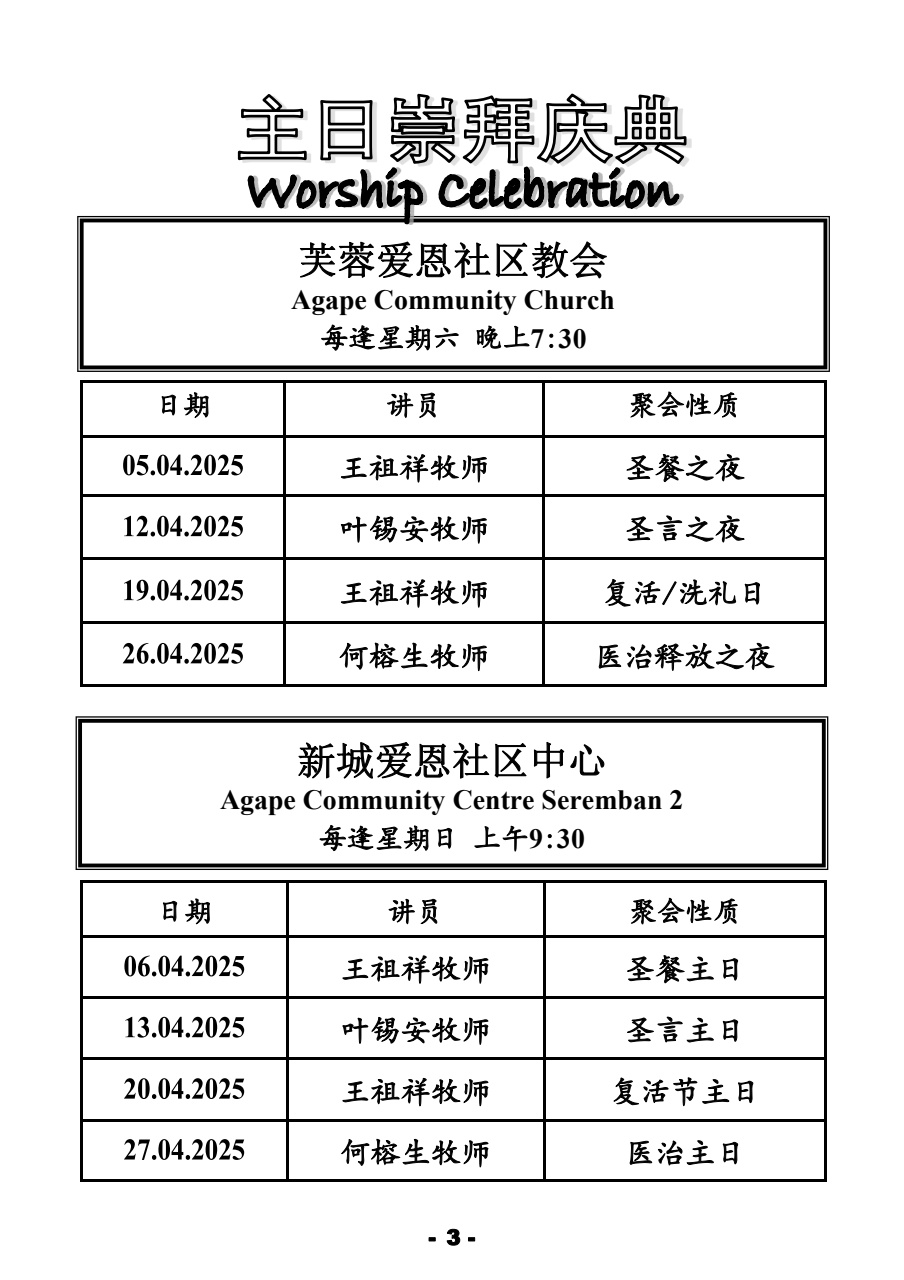 主日崇拜庆典
Worship Celebration
芙蓉爱恩社区教会
Agape Community Church
每逢星期六 晚上7:30
日期 讲员 聚会性质
05.04.2025 王祖祥牧师 圣餐之夜
12.04.2025 叶锡安牧师 圣言之夜
19.04.2025 王祖祥牧师 复活/洗礼日
26.04.2025 何榕生牧师 医治释放之夜
新城爱恩社区中心
Agape Community Centre Seremban 2
每逢星期日 上午9:30
日期 讲员 聚会性质
06.04.2025 王祖祥牧师 圣餐主日
13.04.2025 叶锡安牧师 圣言主日
20.04.2025 王祖祥牧师 复活节主日
27.04.2025 何榕生牧师 医治主日
- 3 -